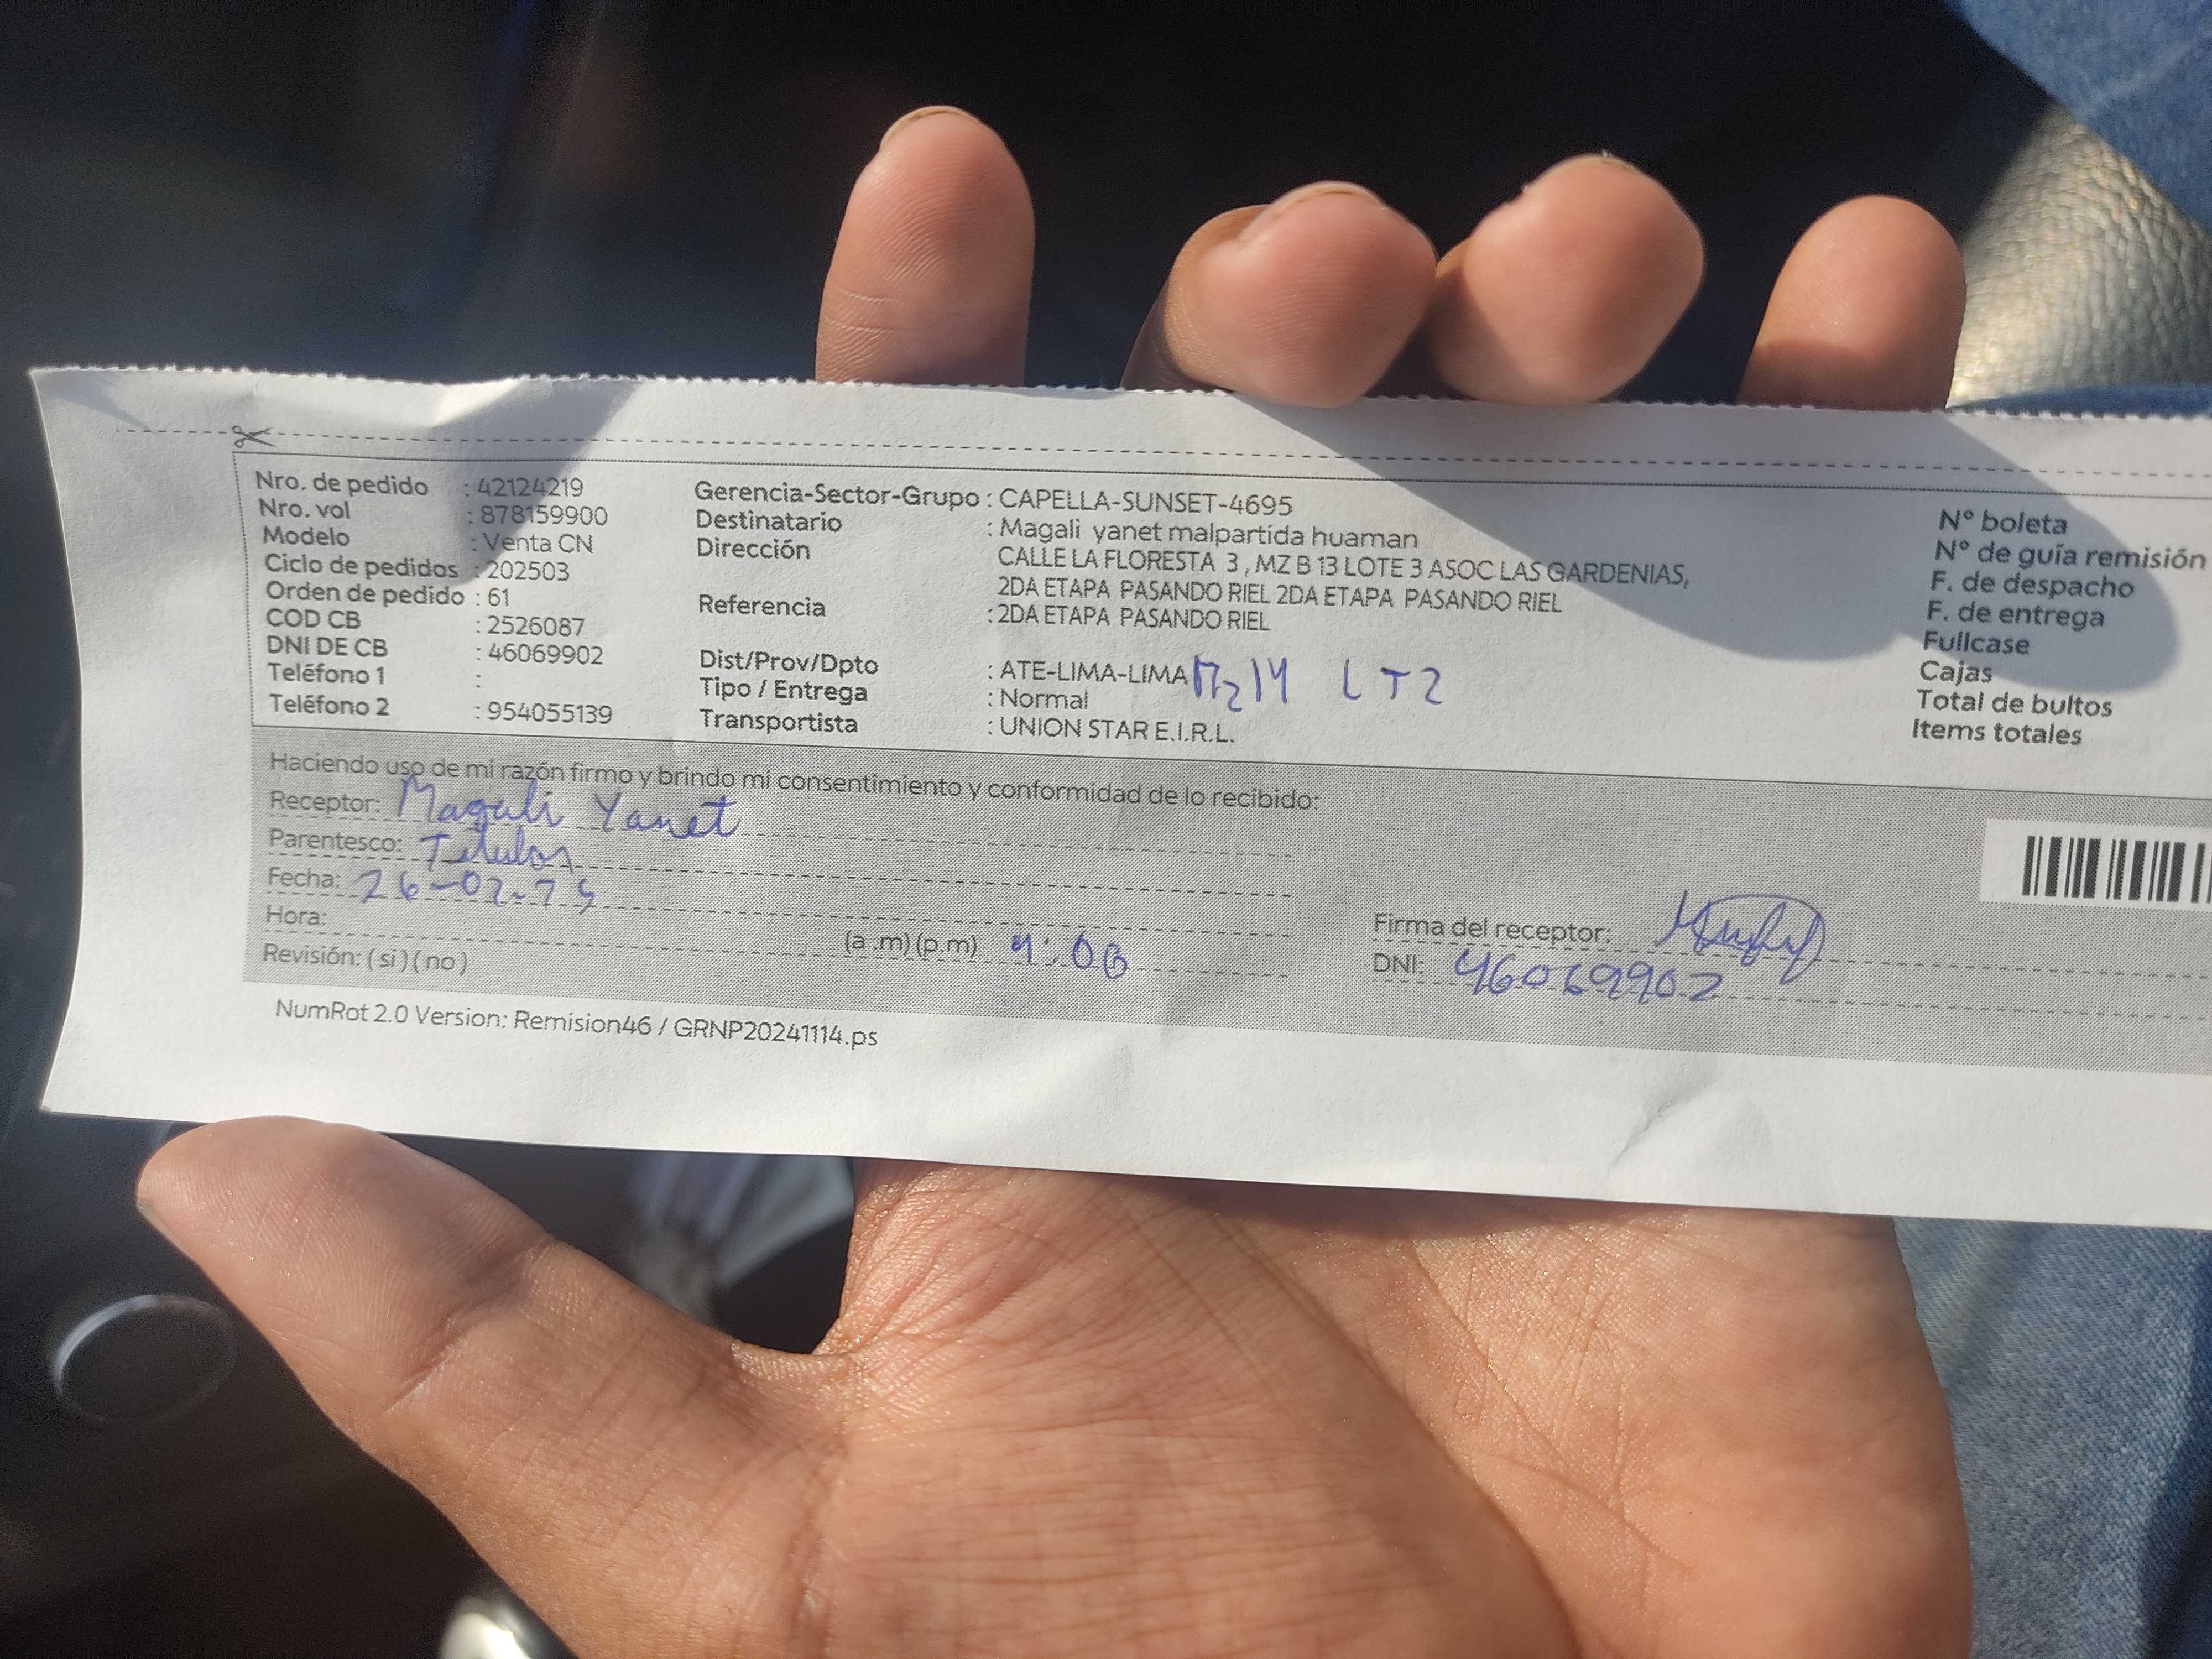 Nro. de pedido : 42124219
Nro. vol : 878159900
Modelo : Venta CN
Ciclo de pedidos : 202503
Orden de pedido : 61
COD CB : 2526087
DNI DE CB : 46069902
Teléfono 1 :
Teléfono 2 : 954055139
Gerencia-Sector-Grupo : CAPELLA-SUNSET-4695
Destinatario : Magali yanet malpartida huaman
Dirección CALLE LA FLORESTA 3 , MZ B 13 LOTE 3 ASOC LAS GARDENIAS,
2DA ETAPA PASANDO RIEL 2DA ETAPA PASANDO RIEL
Referencia : 2DA ETAPA PASANDO RIEL
Dist/Prov/Dpto : ATE-LIMA-LIMA Mz 14 LT 2
Tipo / Entrega : Normal
Transportista : UNION STAR E.I.R.L.
N° boleta
N° de guía remisión
F. de despacho
F. de entrega
Fullcase
Cajas
Total de bultos
Items totales
Haciendo uso de mi razón firmo y brindo mi consentimiento y conformidad de lo recibido:
Receptor: Magali Yanet
Parentesco: Titular
Fecha: 26-02-25
Hora: (a .m) (p.m)
Revisión: ( si ) ( no )
Firma del receptor:
DNI: 46069902
NumRot 2.0 Version: Remision46 / GRNP20241114.ps